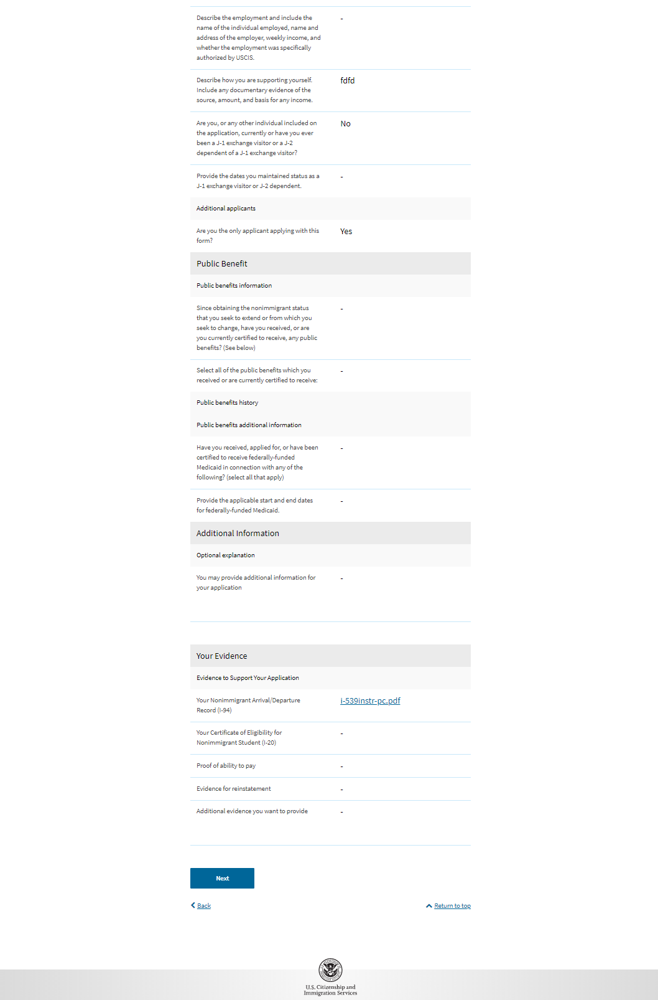 Describe the employment and include the
name of the individual employed, name and
address of the employer, weekly income, and
whether the employment was specifically
authorized by USCIS.
-
Describe how you are supporting yourself.
Include any documentary evidence of the
source, amount, and basis for any income.
fdfd
Are you, or any other individual included on
the application, currently or have you ever
been a J-1 exchange visitor or a J-2
dependent of a J-1 exchange visitor?
No
Provide the dates you maintained status as a
J-1 exchange visitor or J-2 dependent.
-
Additional applicants
Are you the only applicant applying with this
form?
Yes
Public Benefit
Public benefits information
Since obtaining the nonimmigrant status
that you seek to extend or from which you
seek to change, have you received, or are
you currently certified to receive, any public
benefits? (See below)
-
Select all of the public benefits which you
received or are currently certified to receive:
-
Public benefits history
Public benefits additional information
Have you received, applied for, or have been
certified to receive federally-funded
Medicaid in connection with any of the
following? (select all that apply)
-
Provide the applicable start and end dates
for federally-funded Medicaid.
-
Additional Information
Optional explanation
You may provide additional information for
your application
-
Your Evidence
Evidence to Support Your Application
Your Nonimmigrant Arrival/Departure
Record (I-94)
i-539instr-pc.pdf
Your Certificate of Eligibility for
Nonimmigrant Student (I-20)
-
Proof of ability to pay
-
Evidence for reinstatement
-
Additional evidence you want to provide
-
Next
Back
Return to top
U.S. Citizenship and
Immigration Services